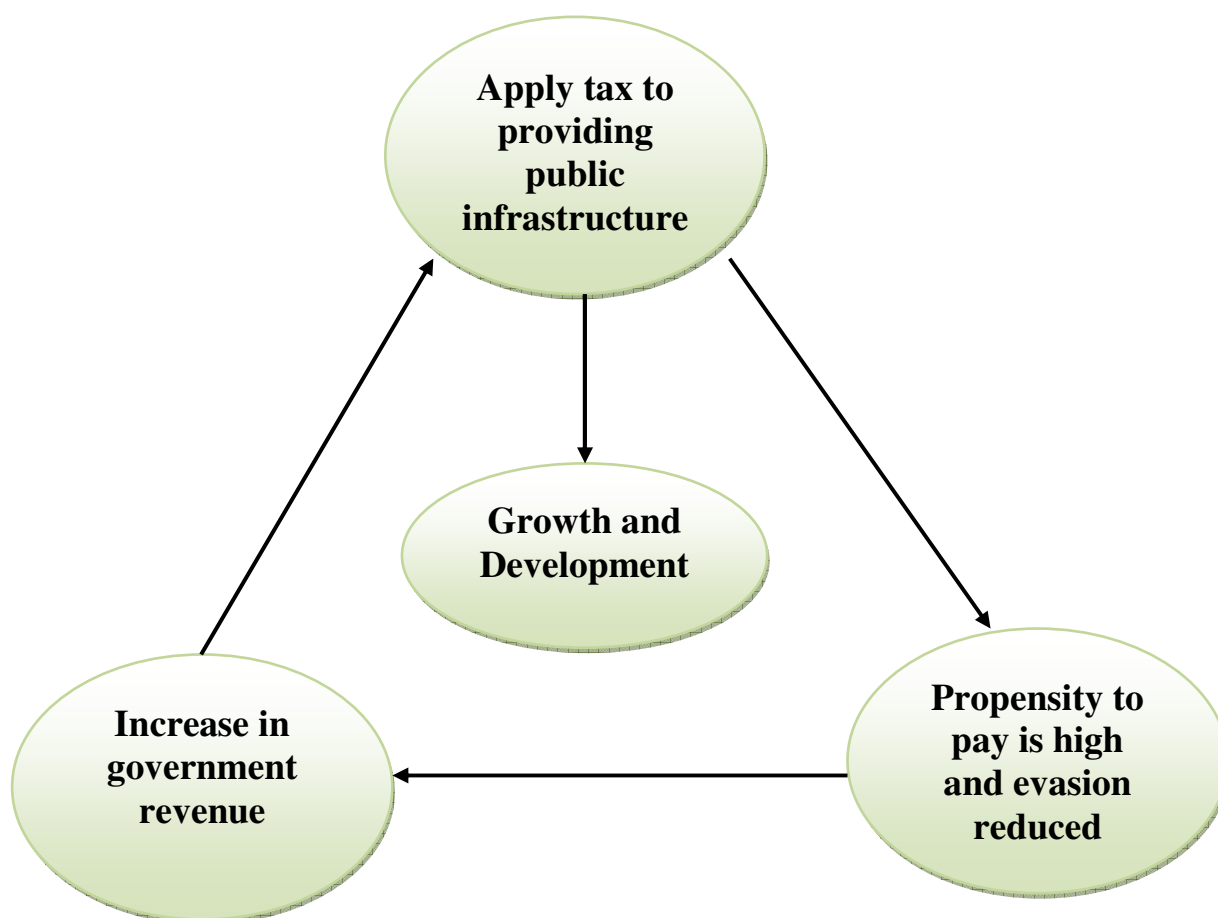 Apply tax to
providing
public
infrastructure
Growth and
Development
Increase in
government
revenue
Propensity to
pay is high
and evasion
reduced